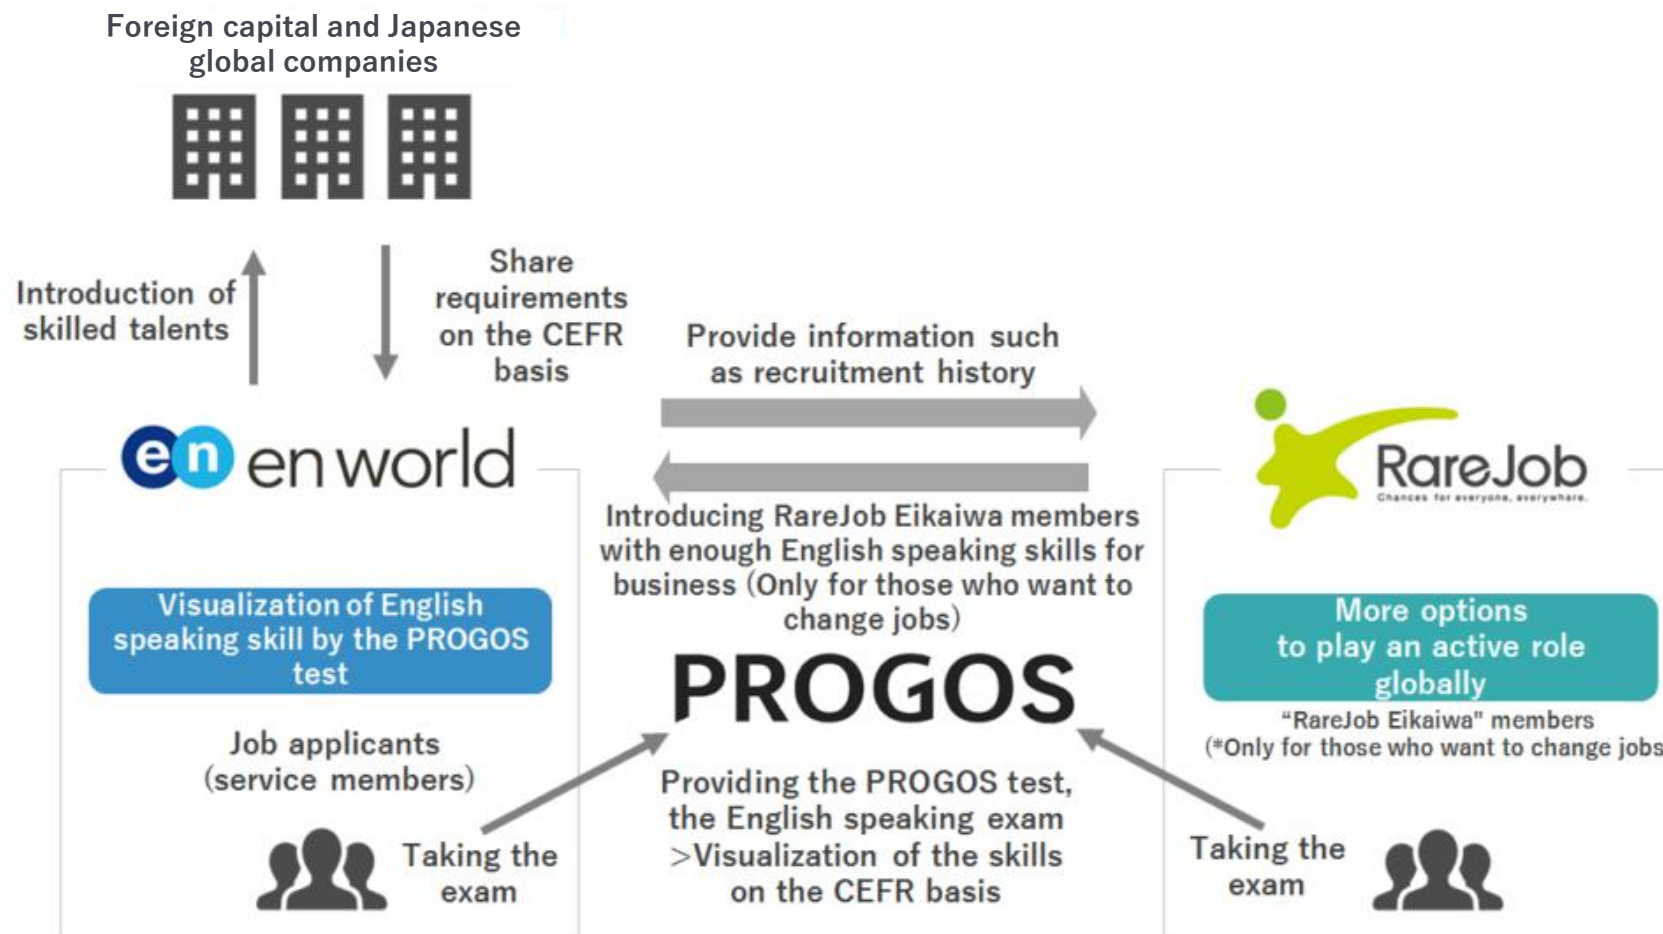 Foreign capital and Japanese
global companies
Introduction of
skilled talents
Share
requirements
on the CEFR
basis
Provide information such
as recruitment history
en en world
RareJob
Chances for everyone, everywhere.
Introducing RareJob Eikaiwa members
with enough English speaking skills for
business (Only for those who want to
change jobs)
Visualization of English
speaking skill by the PROGOS
test
More options
to play an active role
globally
PROGOS
"RareJob Eikaiwa" members
(*Only for those who want to change jobs
Job applicants
(service members)
Providing the PROGOS test,
the English speaking exam
>Visualization of the skills
on the CEFR basis
Taking the
exam
Taking the
exam